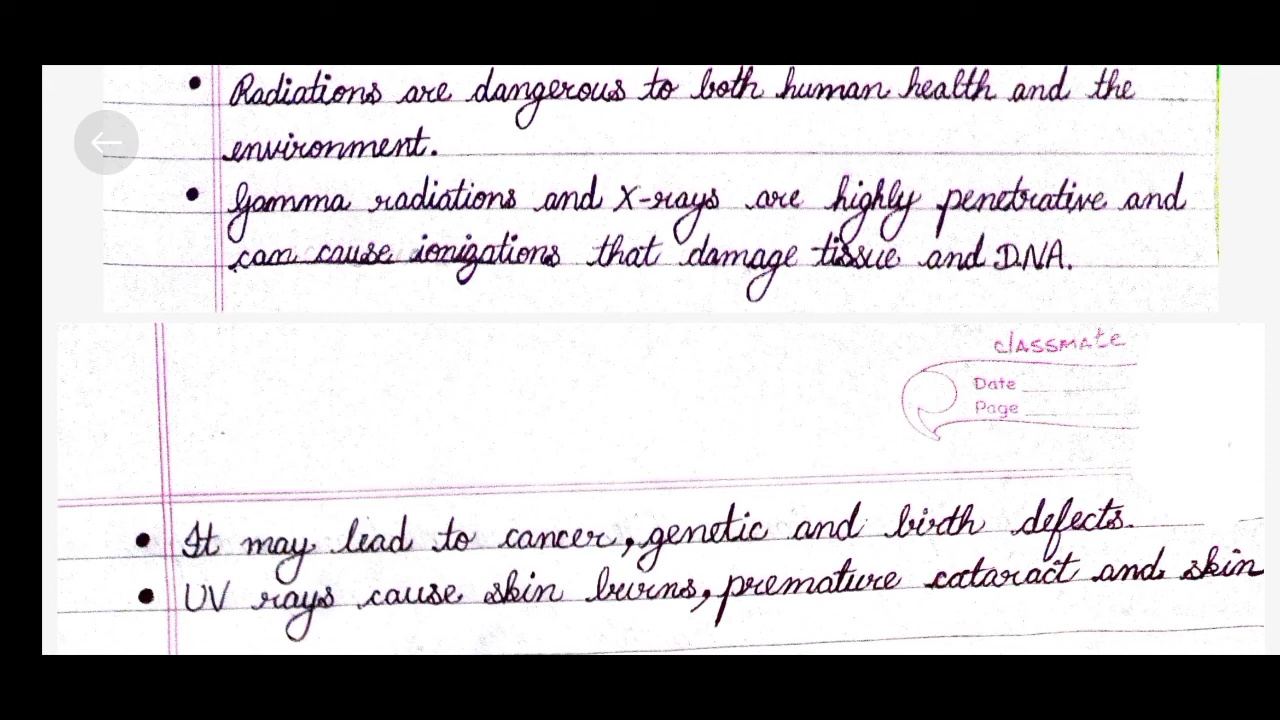 • Radiations are dangerous to both human health and the
environment.
• Gamma radiations and X-rays are highly penetrative and
can cause ionizations that damage tissue and DNA.
classmate
Date
Page
• It may lead to cancer, genetic and birth defects.
• UV rays cause skin burns, premature cataract and skin